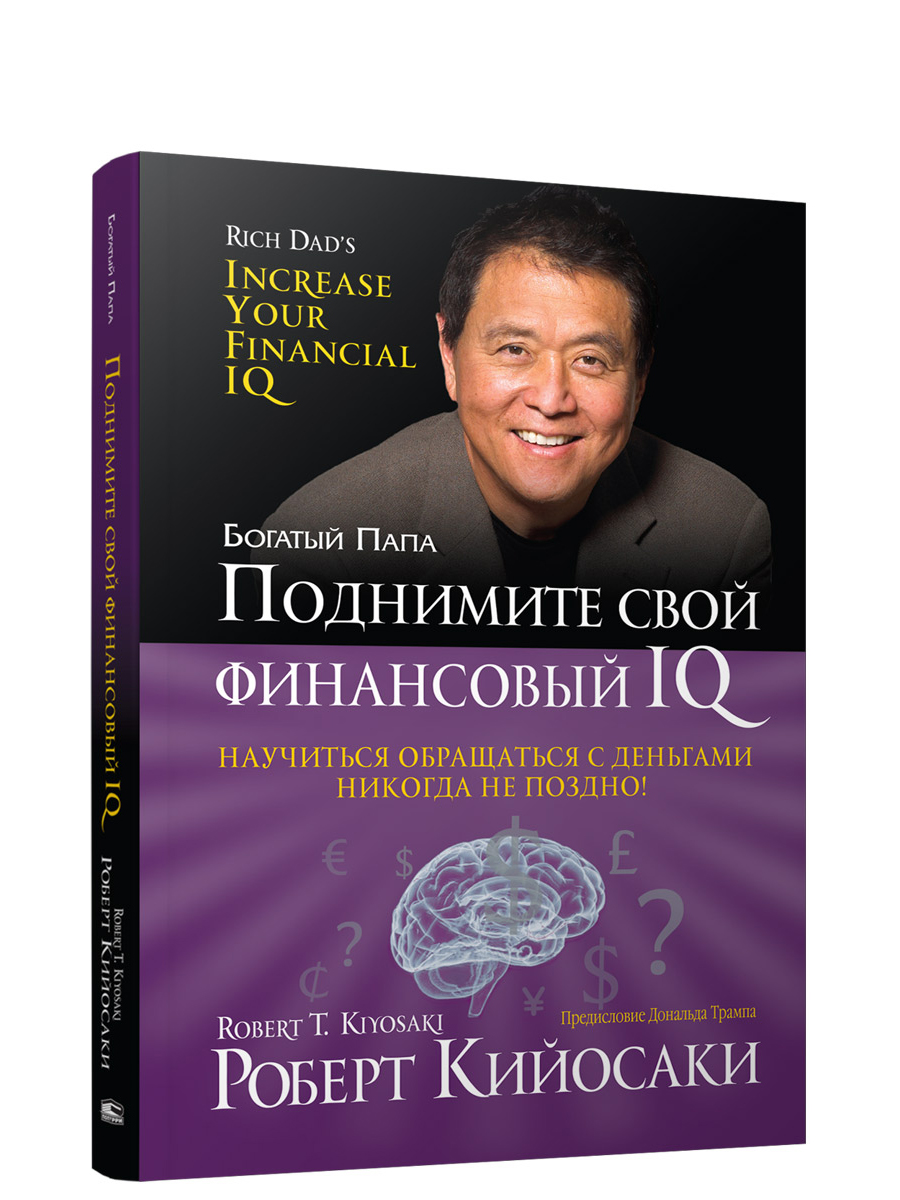 RICH DAD'S
INCREASE
YOUR
FINANCIAL
IQ
БОГАТЫЙ ПАПА
ПОДНИМИТЕ СВОЙ
ФИНАНСОВЫЙ IQ
НАУЧИТЬСЯ ОБРАЩАТЬСЯ С ДЕНЬГАМИ
НИКОГДА НЕ ПОЗДНО!
€ $ $ £
? ?
¢ ¥ $
ROBERT T. KIYOSAKI
Предисловие Дональда Трампа
РОБЕРТ КИЙОСАКИ
БОГАТЫЙ ПАПА
ПОДНИМИТЕ СВОЙ ФИНАНСОВЫЙ IQ
ROBERT T. KIYOSAKI
РОБЕРТ КИЙОСАКИ